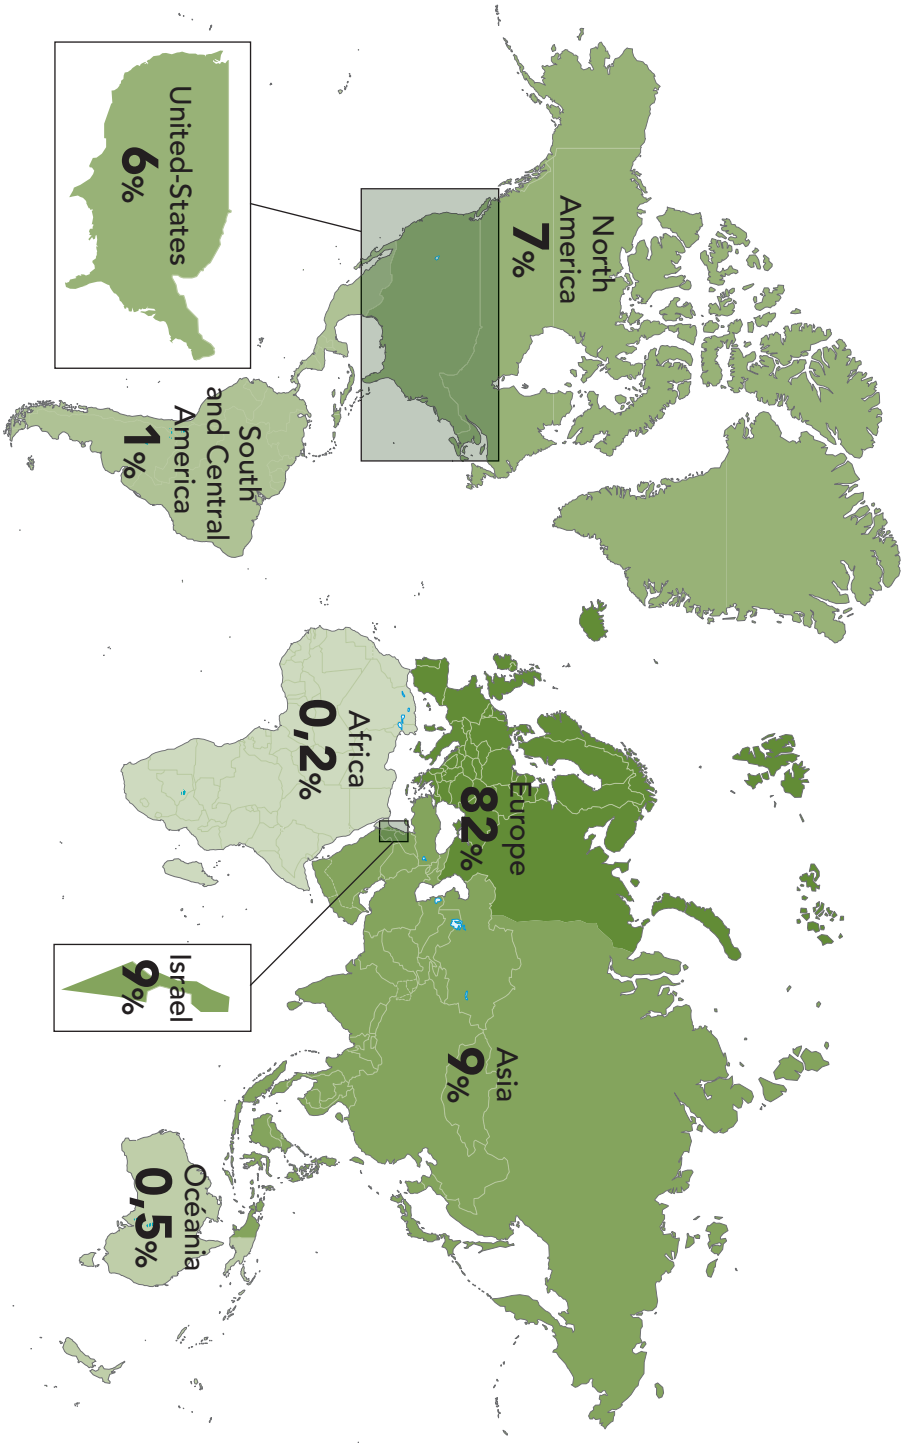 North
America
7%
United-States
6%
South
and Central
America
1%
Europe
82%
Africa
0,2%
Asia
9%
Israel
9%
Océania
0,5%